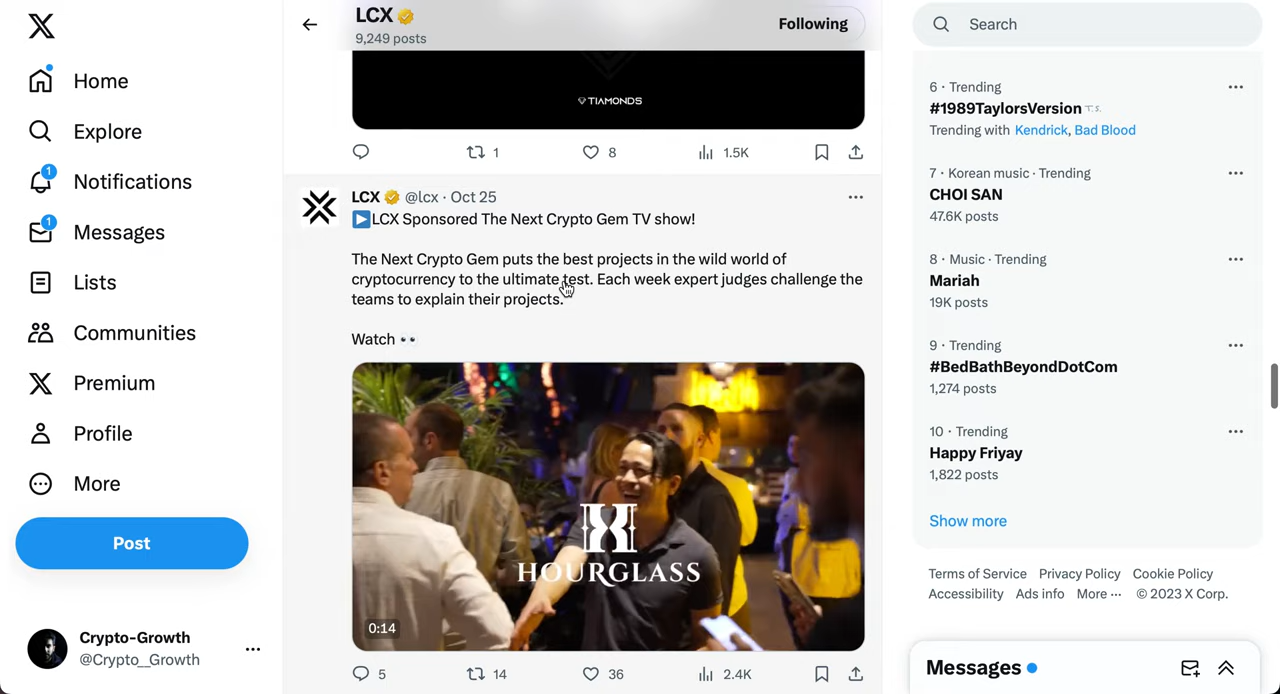 Home
Explore
1
Notifications
1
Messages
Lists
Communities
Premium
Profile
More
Post
Crypto-Growth
@Crypto__Growth
LCX
9,249 posts
Following
TIAMONDS
1
8
1.5K
LCX @lcx · Oct 25
LCX Sponsored The Next Crypto Gem TV show!
The Next Crypto Gem puts the best projects in the wild world of
cryptocurrency to the ultimate test. Each week expert judges challenge the
teams to explain their projects.
Watch 👀
HOURGLASS
0:14
5
14
36
2.4K
Search
6 · Trending
#1989TaylorsVersion
Trending with Kendrick, Bad Blood
7 · Korean music · Trending
CHOI SAN
47.6K posts
8 · Music · Trending
Mariah
19K posts
9 · Trending
#BedBathBeyondDotCom
1,274 posts
10 · Trending
Happy Friyay
1,822 posts
Show more
Terms of Service Privacy Policy Cookie Policy
Accessibility Ads info More ··· © 2023 X Corp.
Messages